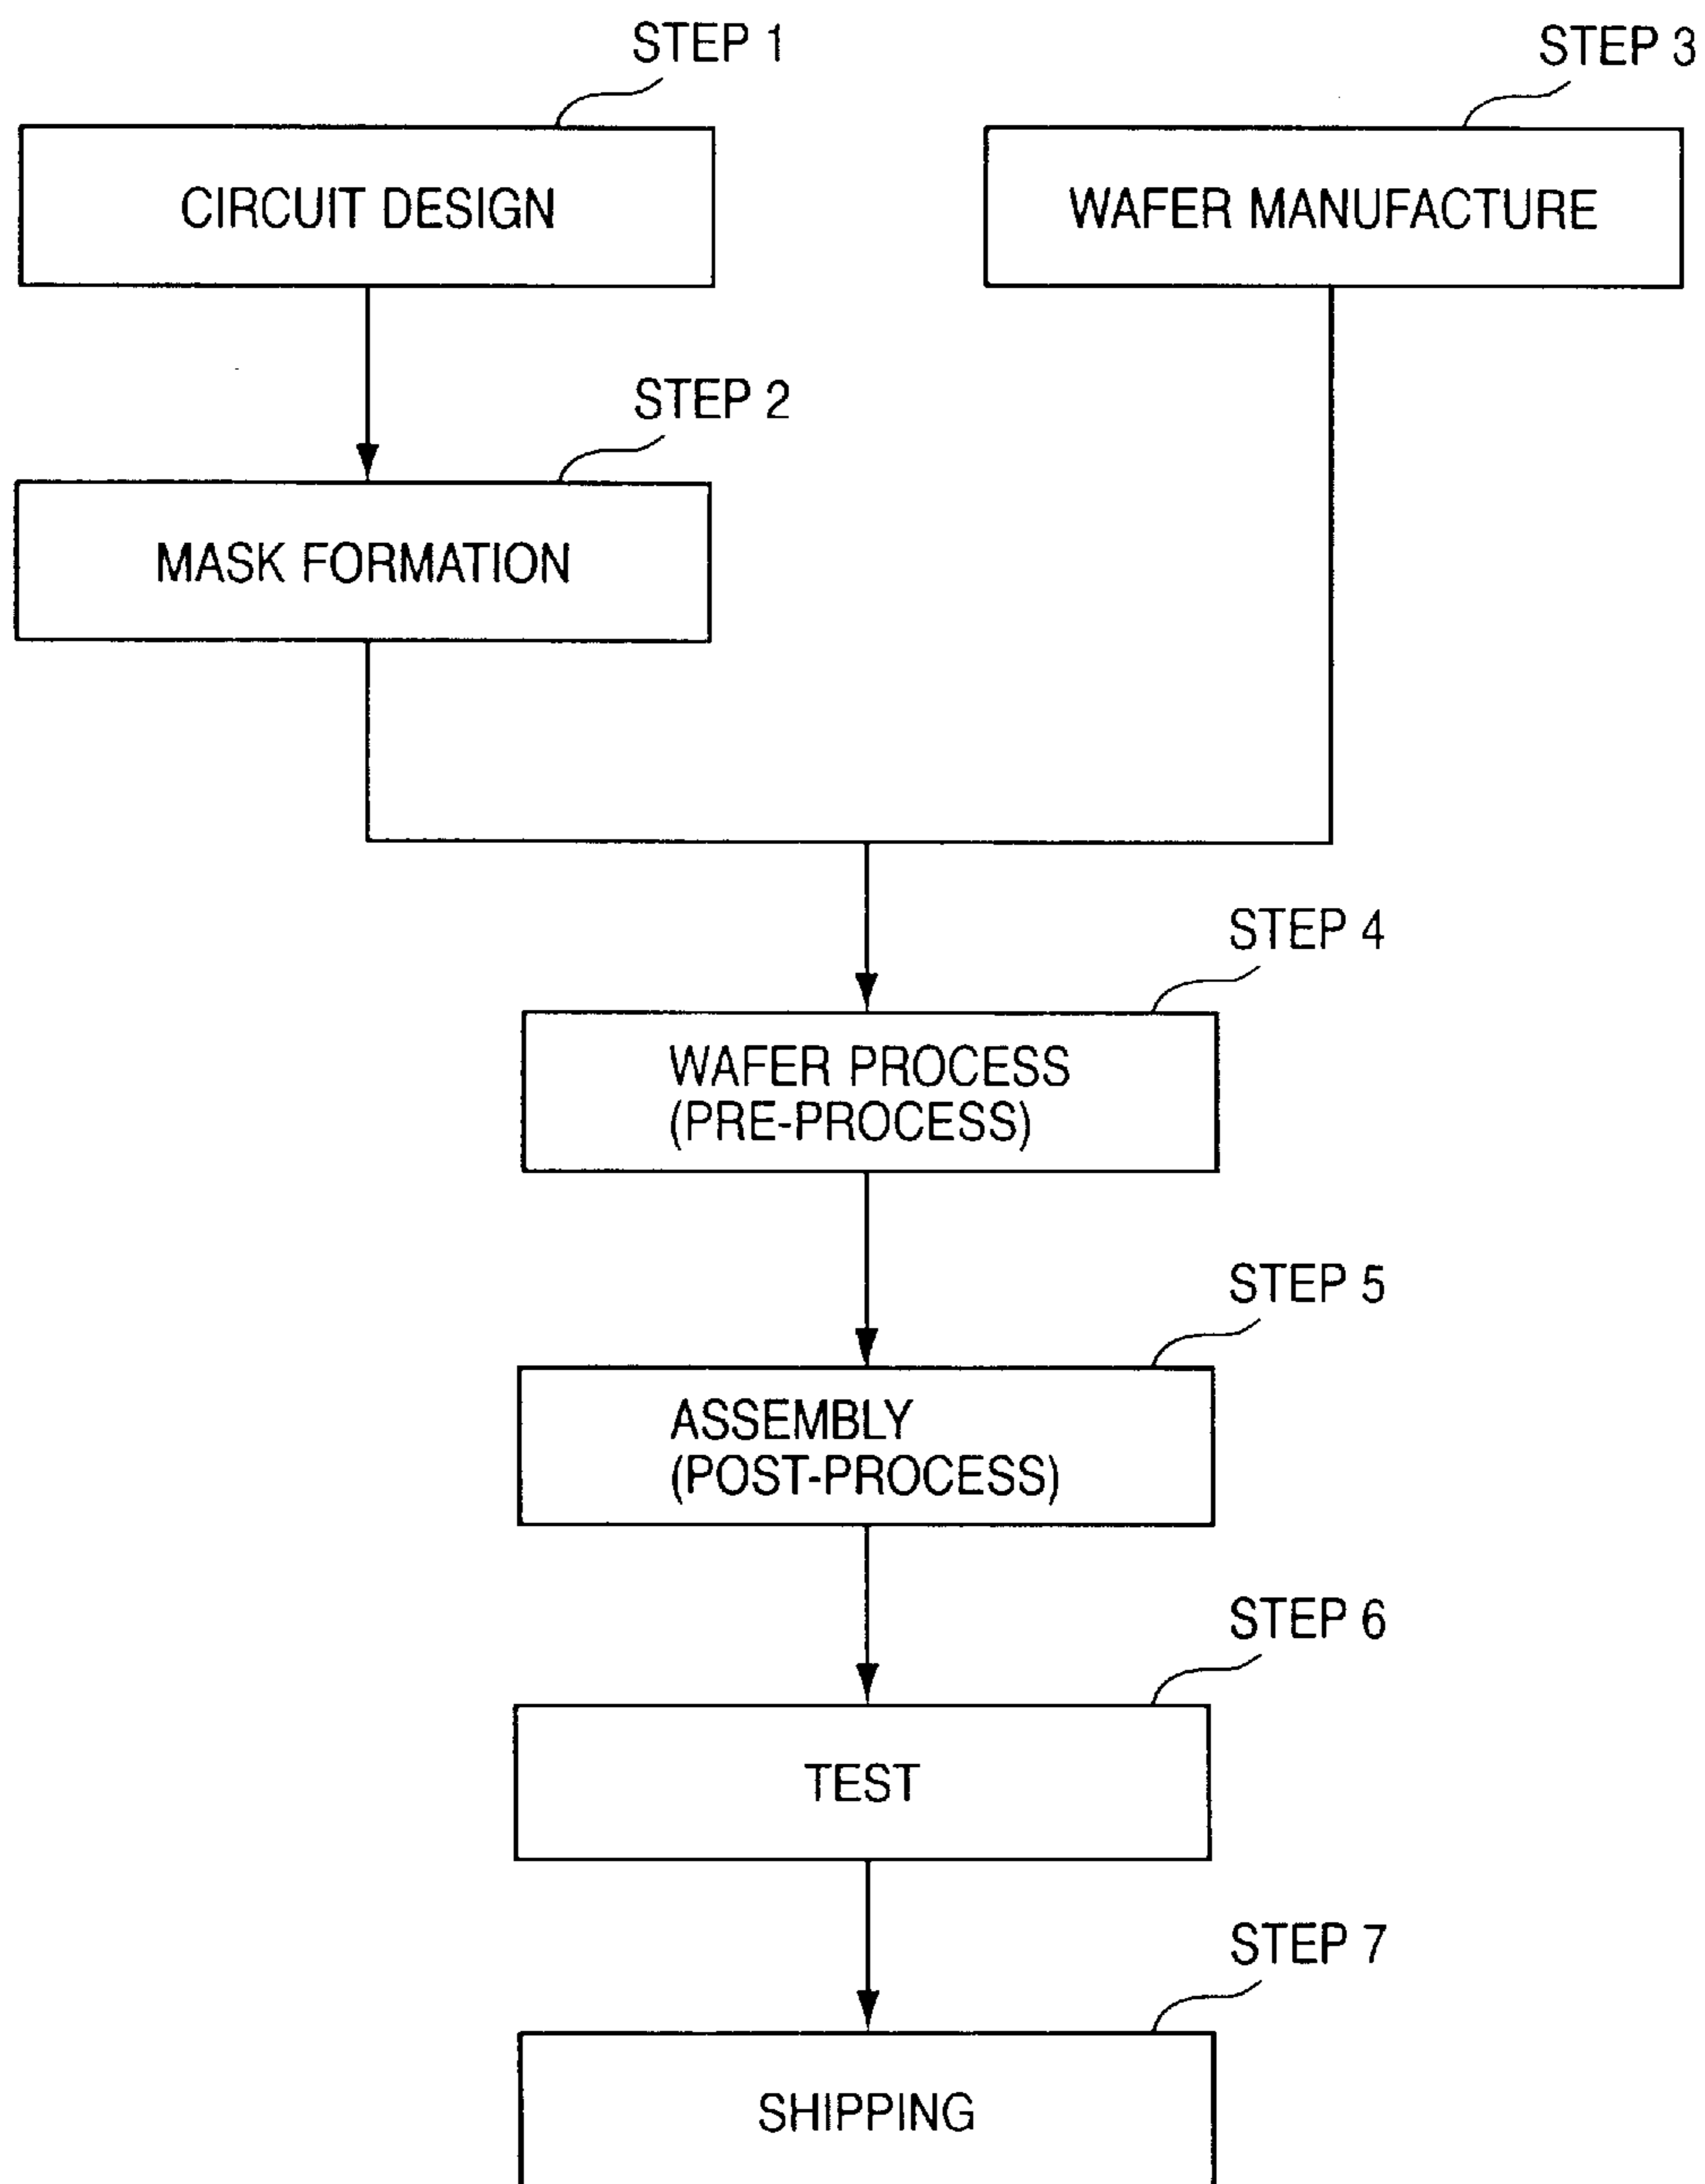 STEP 1
CIRCUIT DESIGN
STEP 3
WAFER MANUFACTURE
STEP 2
MASK FORMATION
STEP 4
WAFER PROCESS
(PRE-PROCESS)
STEP 5
ASSEMBLY
(POST-PROCESS)
STEP 6
TEST
STEP 7
SHIPPING